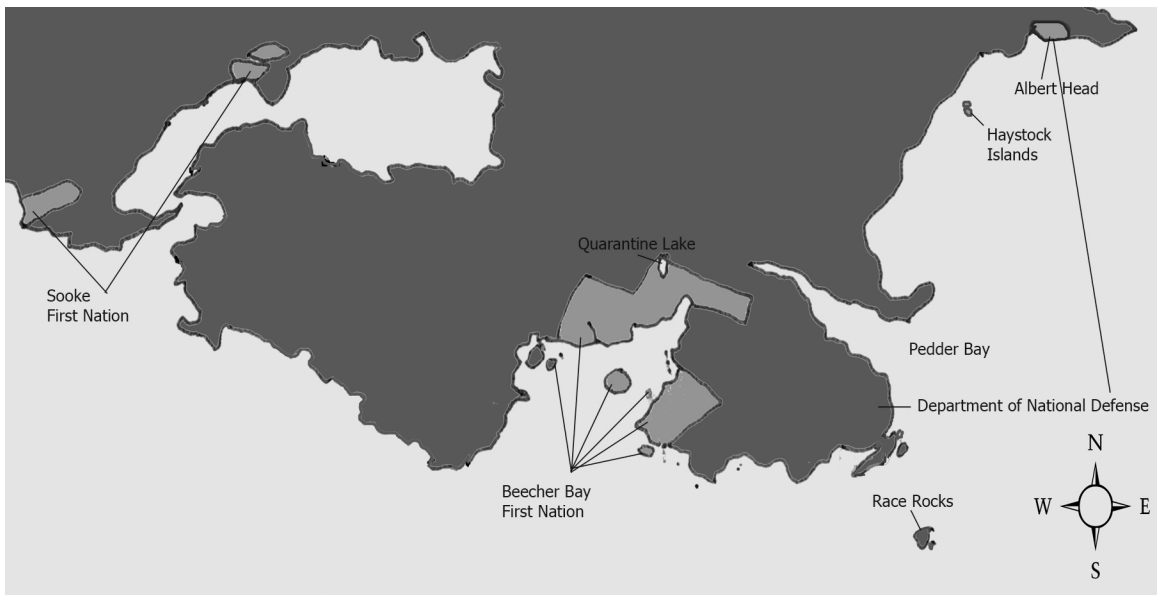 Albert Head
Haystock
Islands
Quarantine Lake
Sooke
First Nation
Pedder Bay
Department of National Defense
N
Beecher Bay
First Nation
Race Rocks
W
E
S